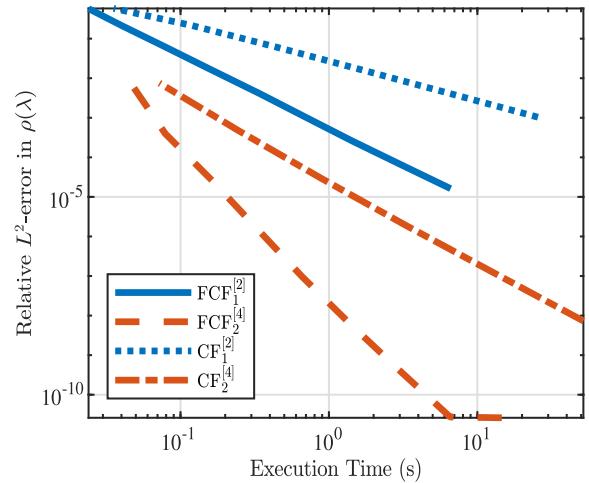 Relative L²-error in ρ(λ)
10⁻⁵
10⁻¹⁰
FCF₁^[2]
FCF₂^[4]
CF₁^[2]
CF₂^[4]
10⁻¹ 10⁰ 10¹
Execution Time (s)